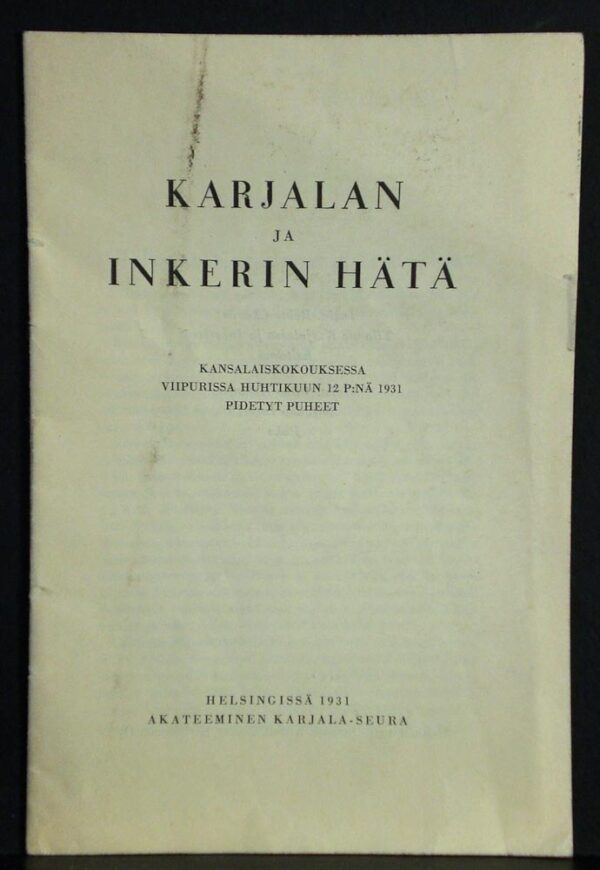 KARJALAN
JA
INKERIN HÄTÄ
KANSALAISKOKOUKSESSA
VIIPURISSA HUHTIKUUN 12 P:NÄ 1931
PIDETYT PUHEET
HELSINGISSÄ 1931
AKATEEMINEN KARJALA-SEURA